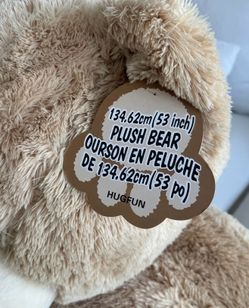 134,62cm (53 inch)
PLUSH BEAR
OURSON EN PELUCHE
DE 134,62cm (53 po)
HUGFUN